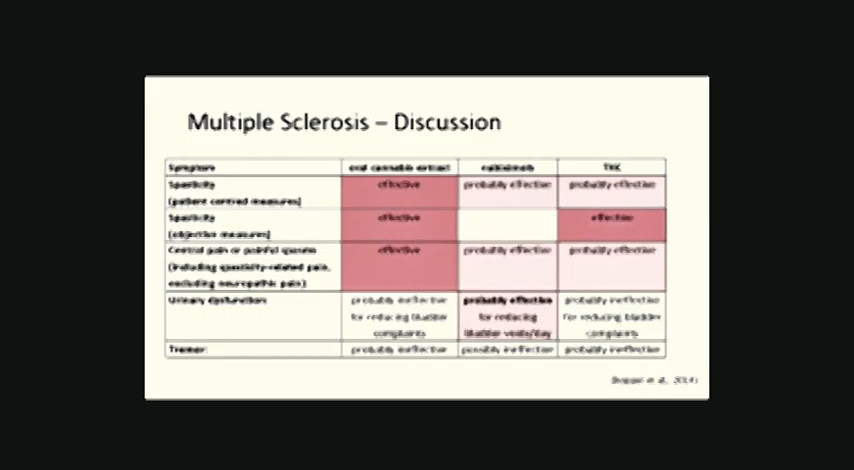 Multiple Sclerosis – Discussion
Symptom oral cannabis extract nabiximols THC
Spasticity effective probably effective probably effective
(patient centred measures)
Spasticity effective effective
(objective measures)
Central pain or painful spasms effective probably effective probably effective
(including spasticity-related pain,
excluding neuropathic pain)
Urinary dysfunction probably ineffective probably effective probably ineffective
for reducing bladder for reducing for reducing bladder
complaints bladder voids/day complaints
Tremor probably ineffective possibly ineffective probably ineffective
et al., 2014)